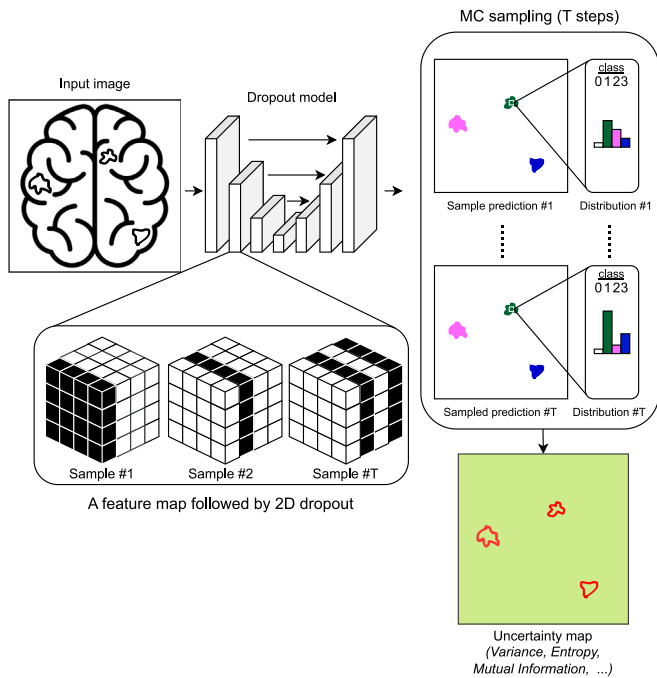 MC sampling (T steps)
Input image
Dropout model
class
0123
Sample prediction #1
Distribution #1
class
0123
Sampled prediction #T
Distribution #T
Sample #1
Sample #2
Sample #T
A feature map followed by 2D dropout
Uncertainty map
(Variance, Entropy,
Mutual Information, ...)